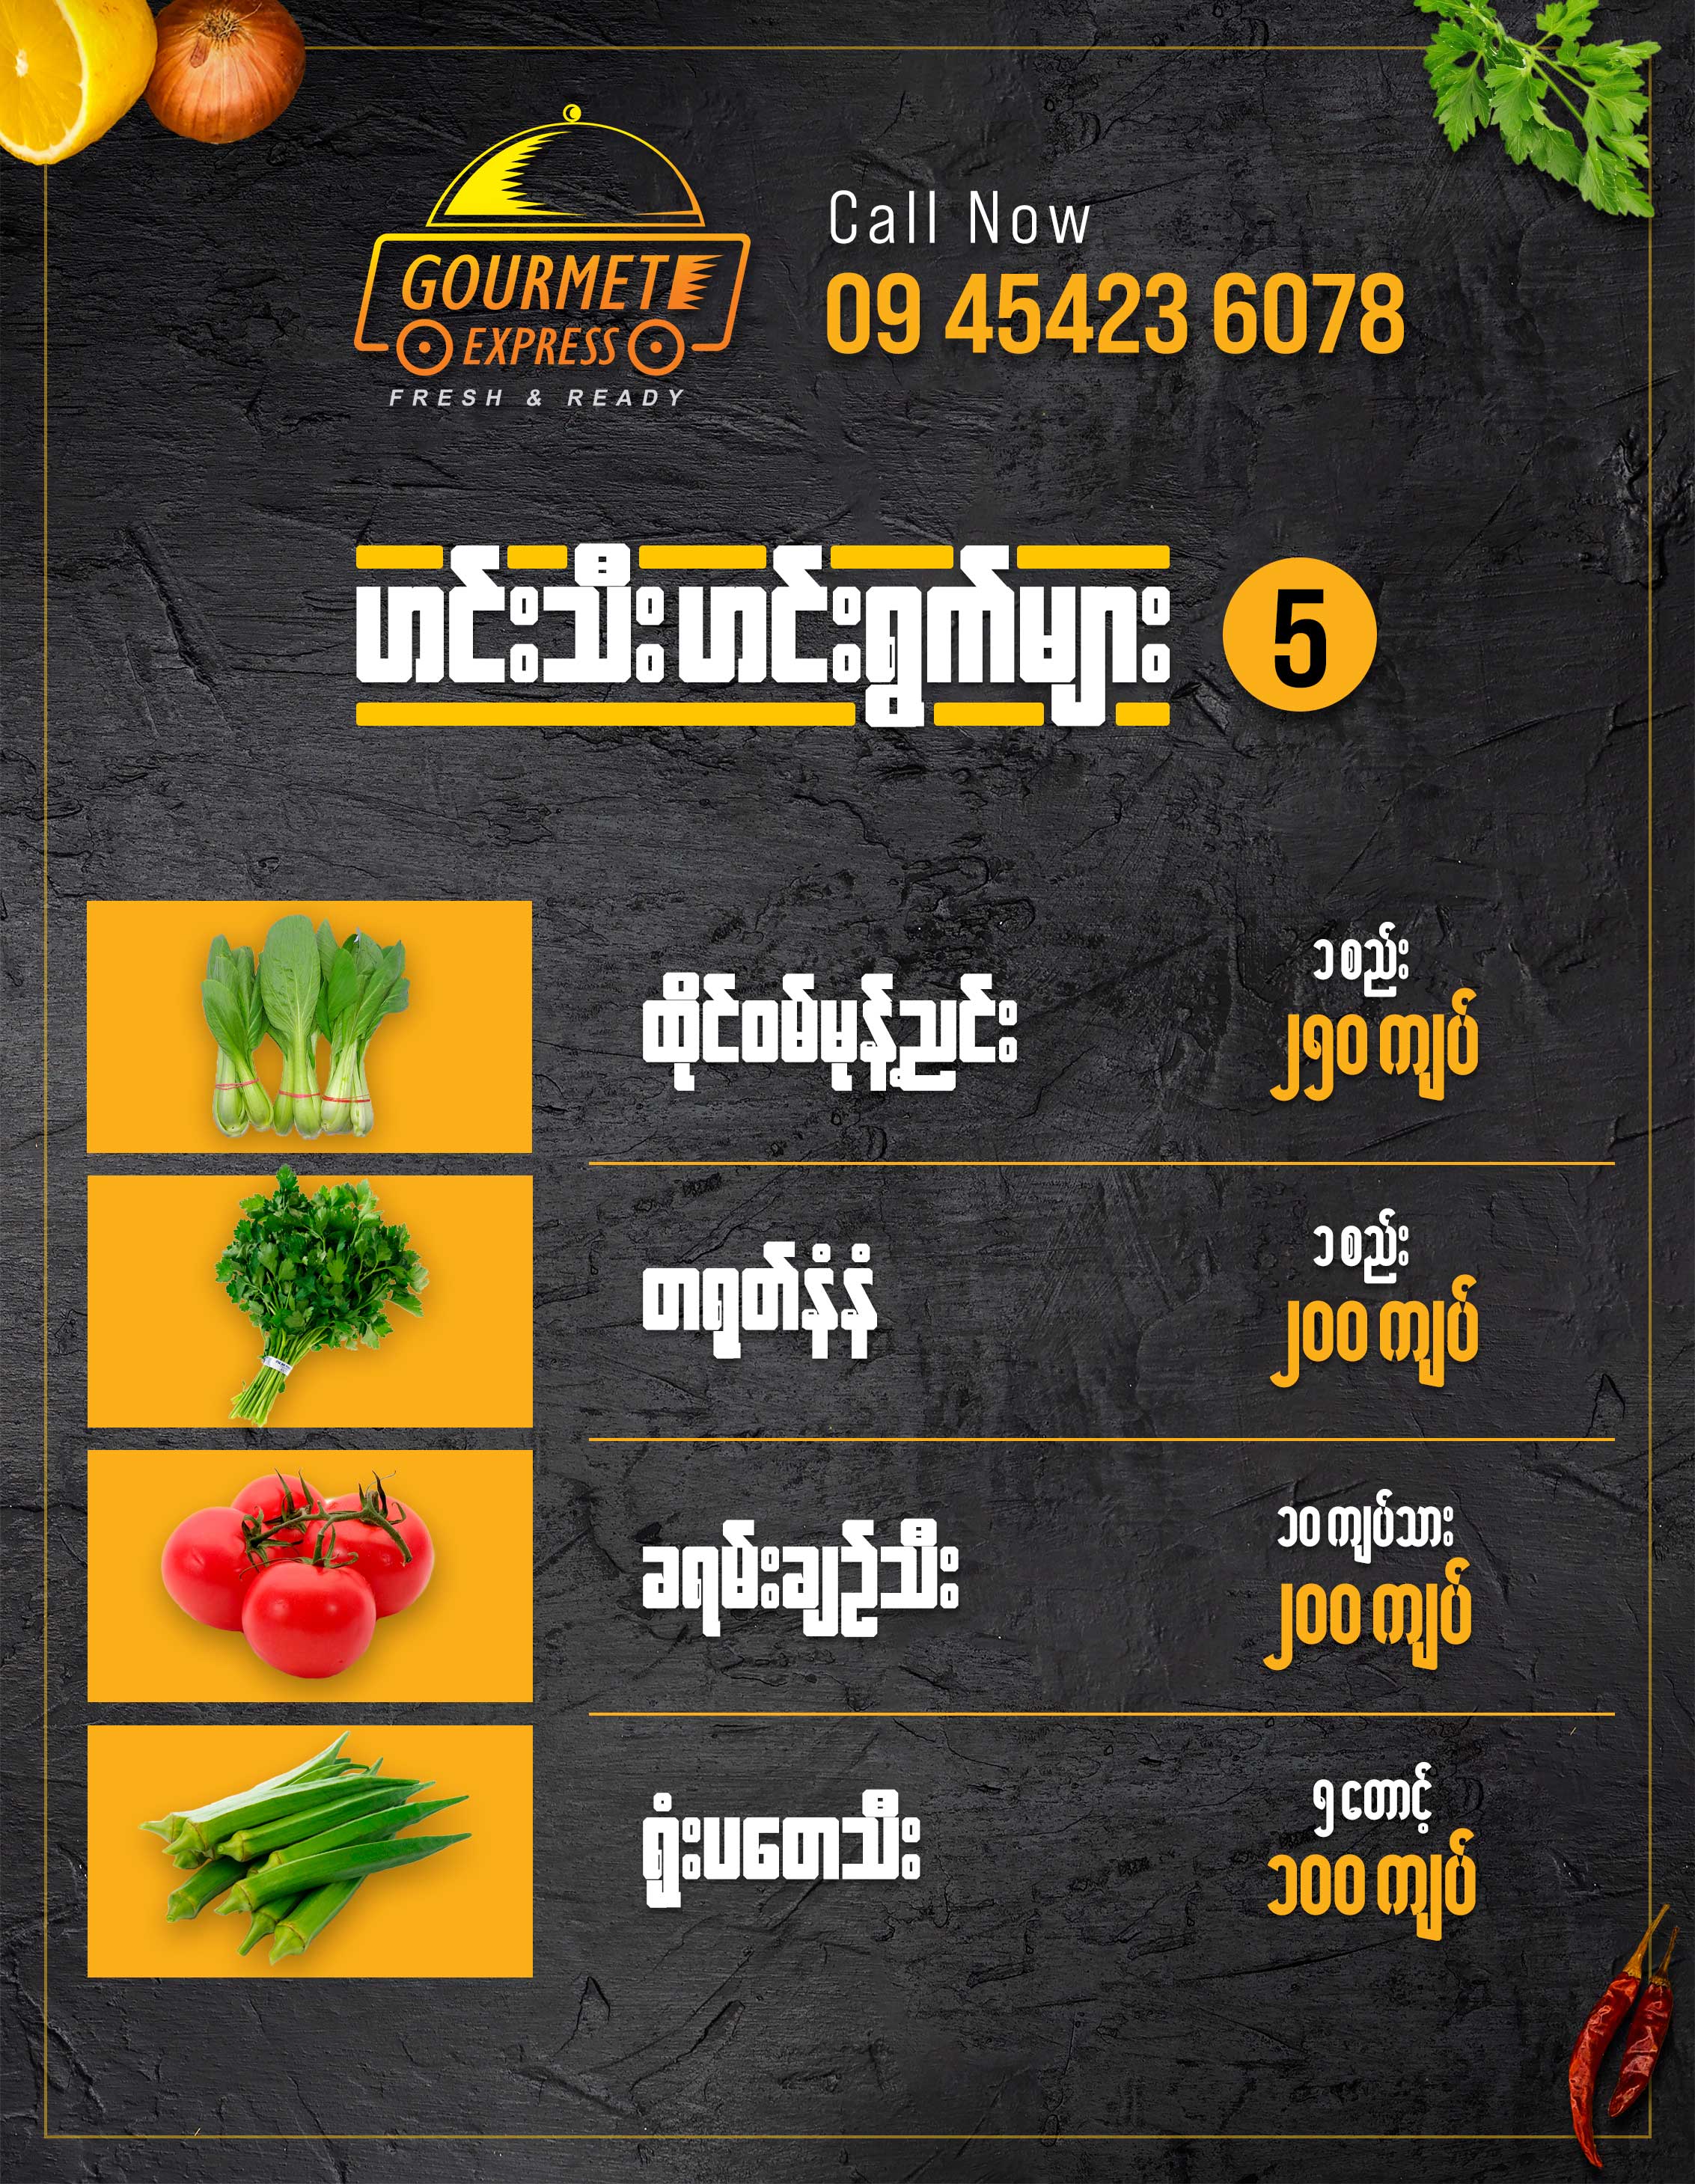 GOURMET
EXPRESS
FRESH & READY
Call Now
09 45423 6078
ဟင်းသီးဟင်းရွက်များ
5
ထိုင်ဝမ်မုန့်ညင်း
၁ စည်း
၂၅၀ ကျပ်
တရုတ်နံနံ
၁ စည်း
၂၀၀ ကျပ်
ခရမ်းချဉ်သီး
၁၀ ကျပ်သား
၂၀၀ ကျပ်
ရုံးပတေသီး
၅ တောင့်
၁၀၀ ကျပ်